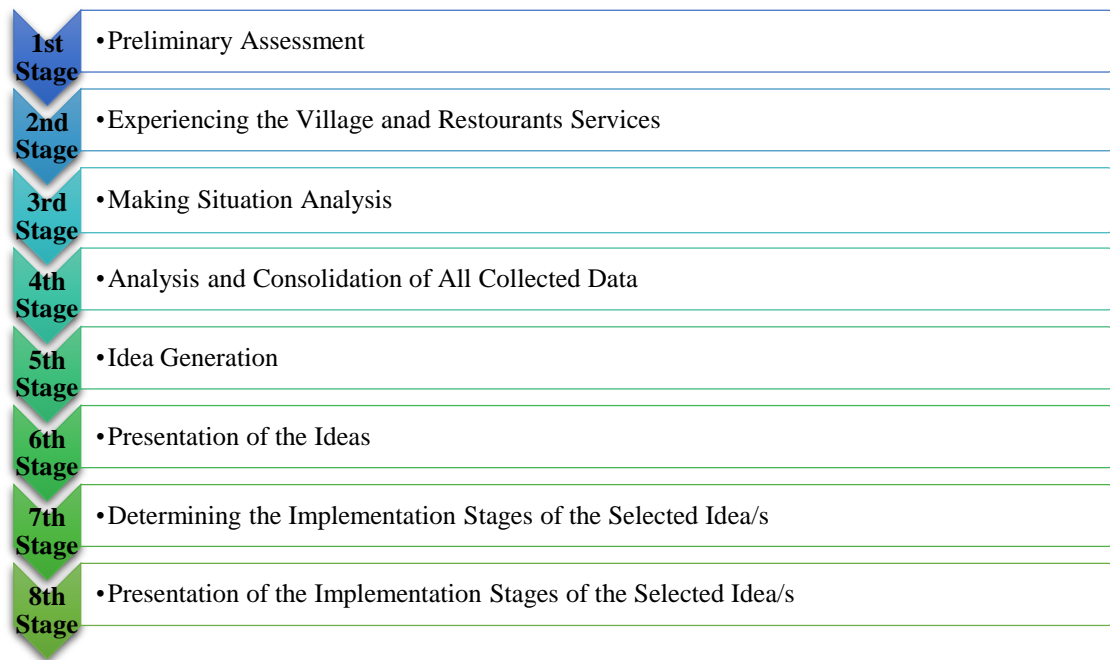 1st
Stage
•Preliminary Assessment
2nd
Stage
•Experiencing the Village anad Restourants Services
3rd
Stage
•Making Situation Analysis
4th
Stage
•Analysis and Consolidation of All Collected Data
5th
Stage
•Idea Generation
6th
Stage
•Presentation of the Ideas
7th
Stage
•Determining the Implementation Stages of the Selected Idea/s
8th
Stage
•Presentation of the Implementation Stages of the Selected Idea/s